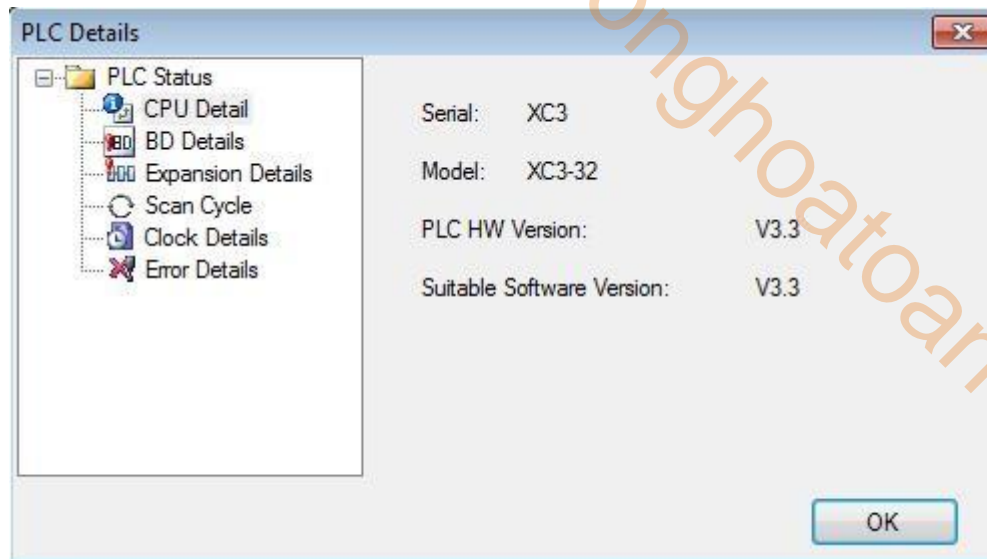 PLC Details
PLC Status
CPU Detail
BD Details
Expansion Details
Scan Cycle
Clock Details
Error Details
Serial: XC3
Model: XC3-32
PLC HW Version: V3.3
Suitable Software Version: V3.3
OK